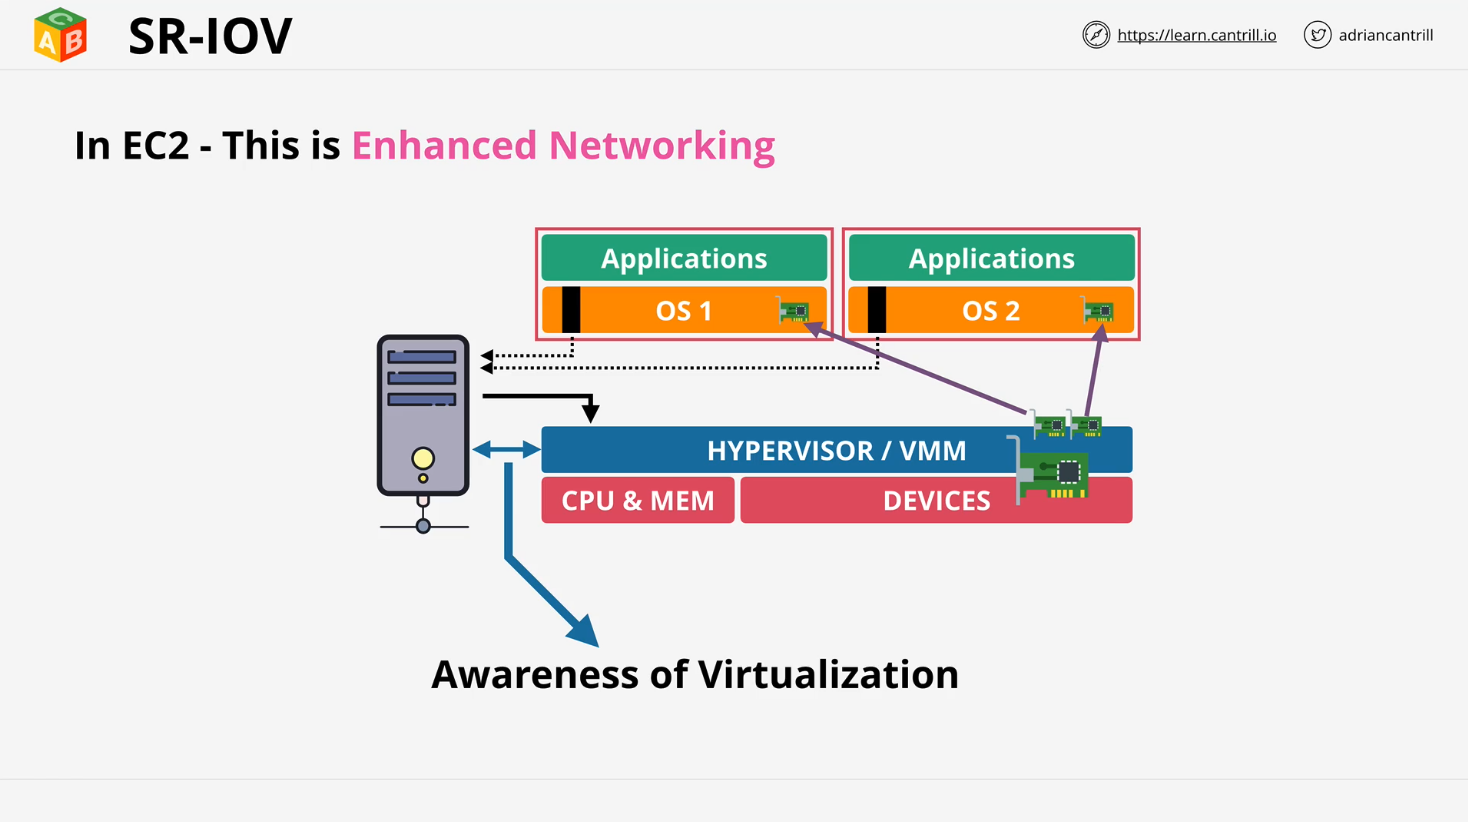 C
A B
SR-IOV
https://learn.cantrill.io
adriancantrill
In EC2 - This is Enhanced Networking
Applications
Applications
OS 1
OS 2
HYPERVISOR / VMM
CPU & MEM
DEVICES
Awareness of Virtualization